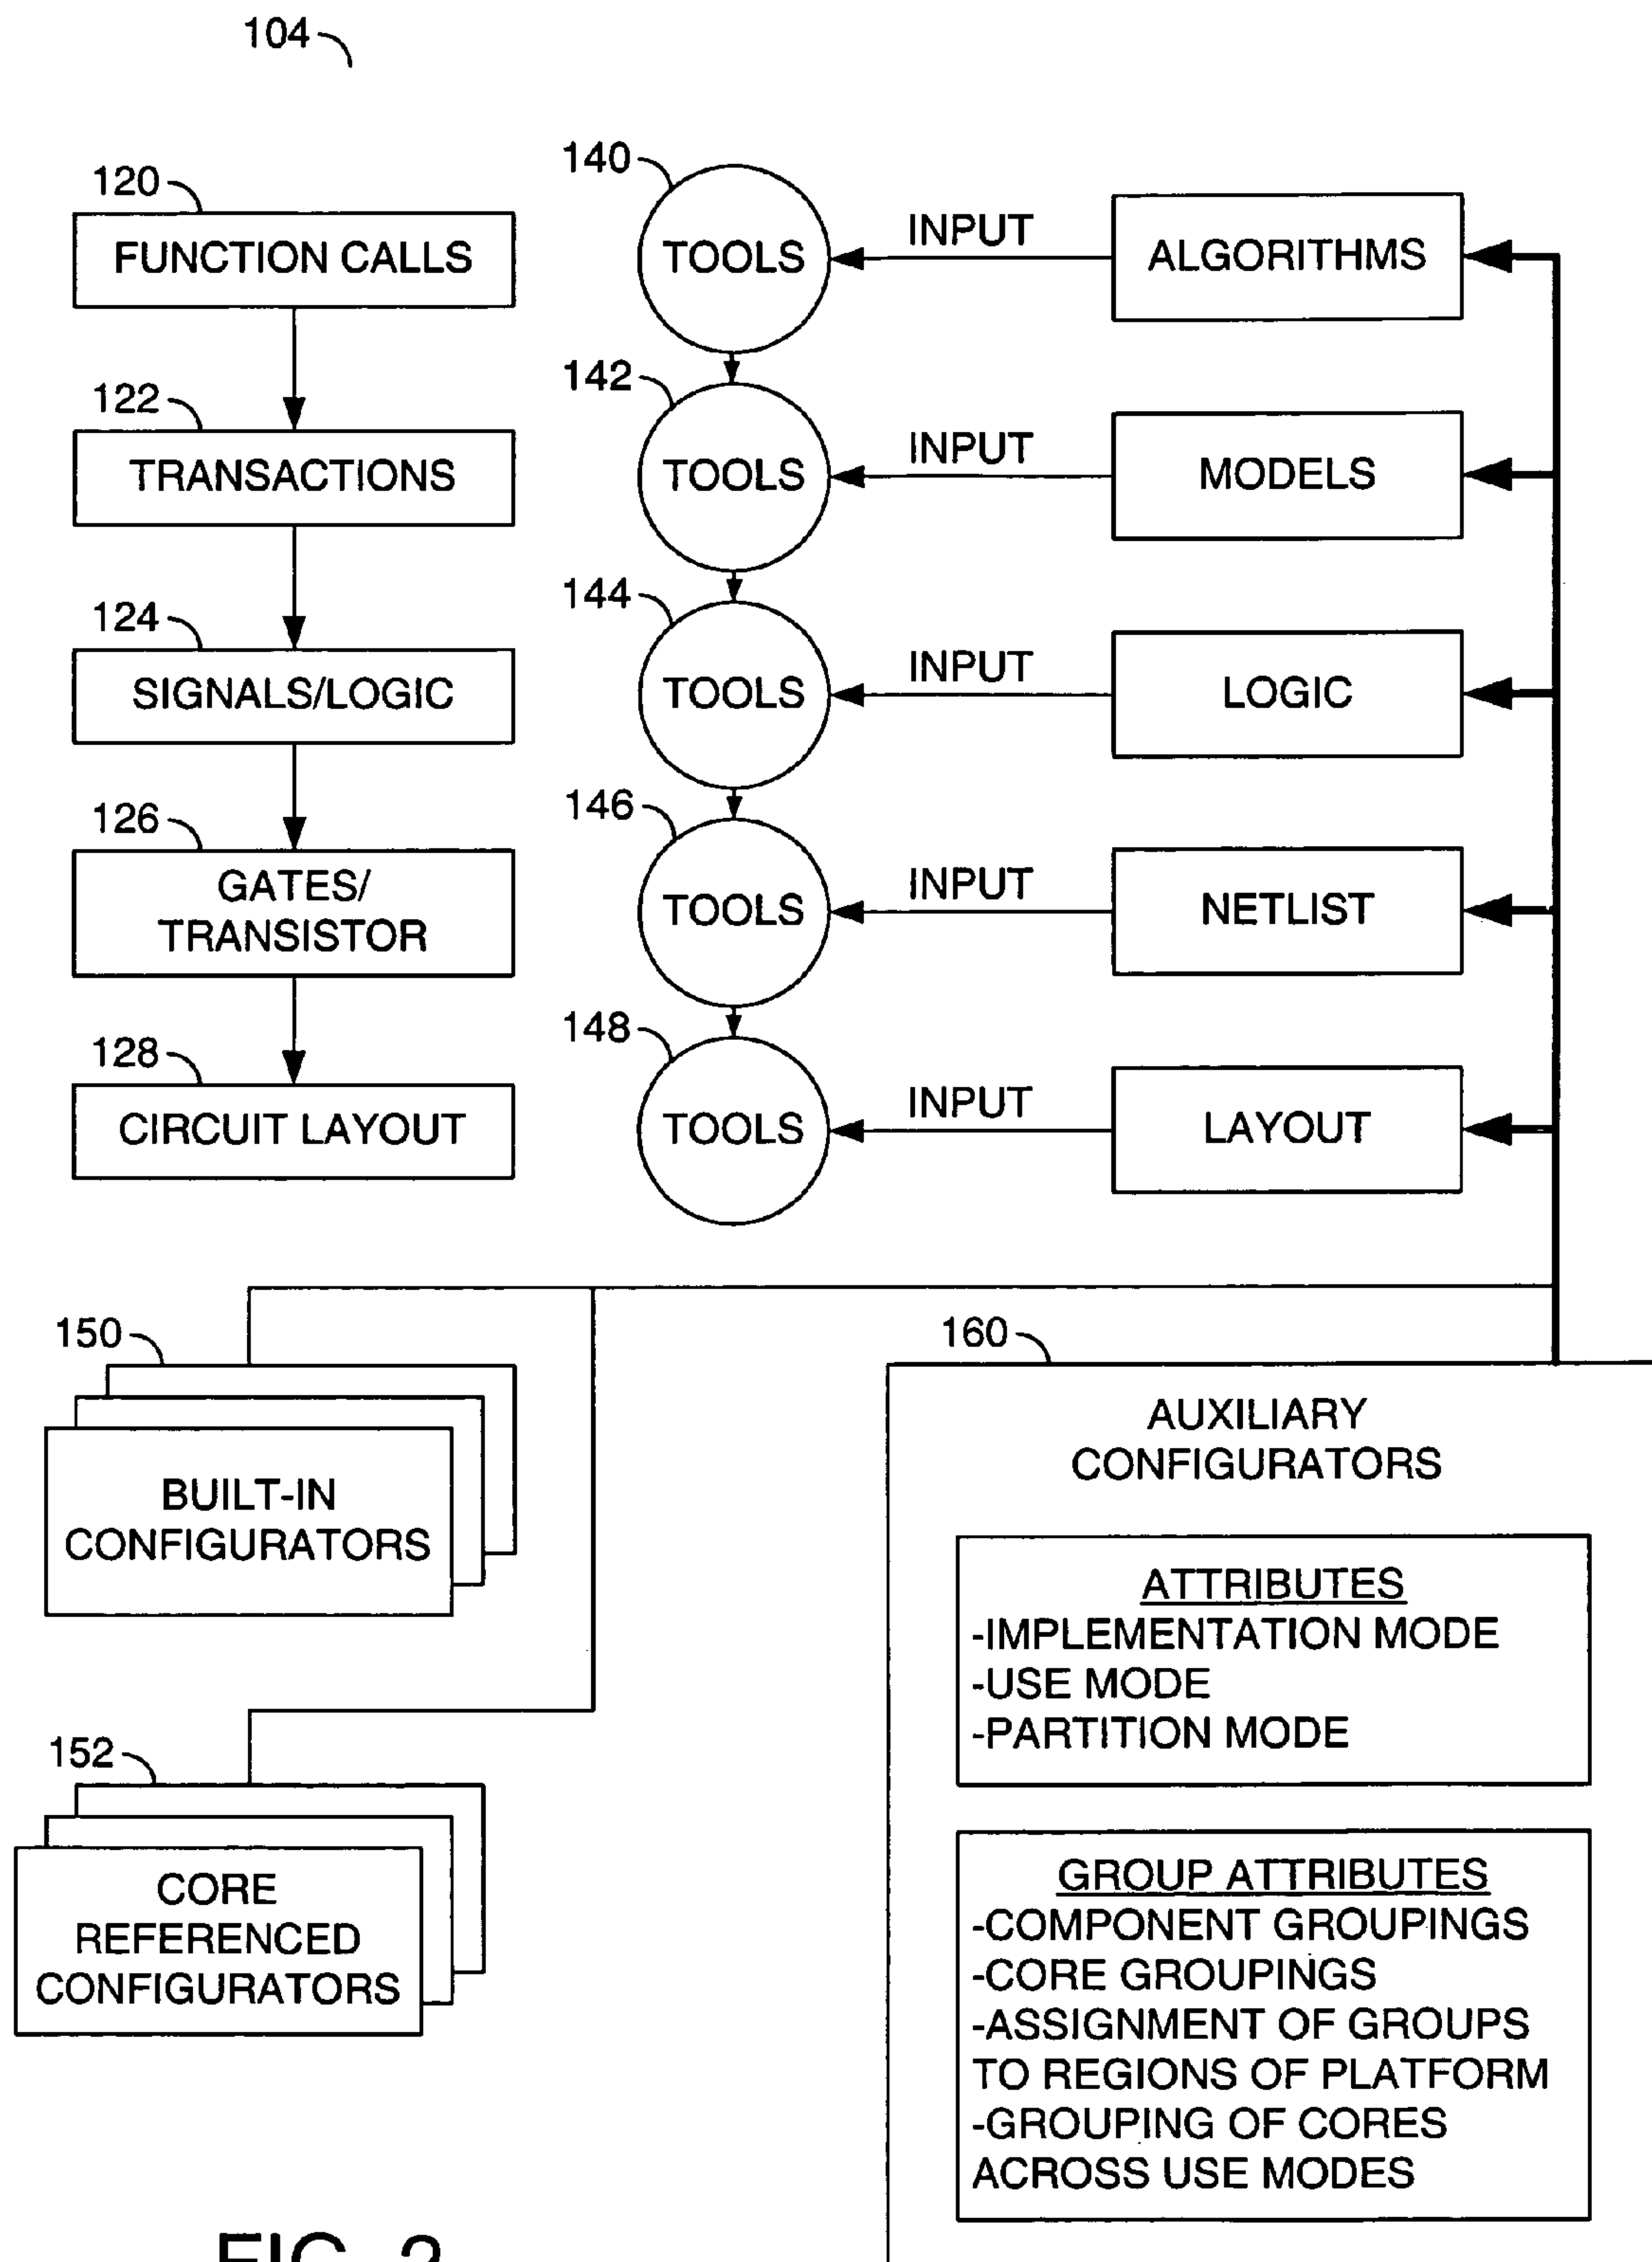 104
120
FUNCTION CALLS
122
TRANSACTIONS
124
SIGNALS/LOGIC
126
GATES/
TRANSISTOR
128
CIRCUIT LAYOUT
140
TOOLS
INPUT
ALGORITHMS
142
TOOLS
INPUT
MODELS
144
TOOLS
INPUT
LOGIC
146
TOOLS
INPUT
NETLIST
148
TOOLS
INPUT
LAYOUT
150
BUILT-IN
CONFIGURATORS
152
CORE
REFERENCED
CONFIGURATORS
160
AUXILIARY
CONFIGURATORS
ATTRIBUTES
-IMPLEMENTATION MODE
-USE MODE
-PARTITION MODE
GROUP ATTRIBUTES
-COMPONENT GROUPINGS
-CORE GROUPINGS
-ASSIGNMENT OF GROUPS
TO REGIONS OF PLATFORM
-GROUPING OF CORES
ACROSS USE MODES
FIG. 2